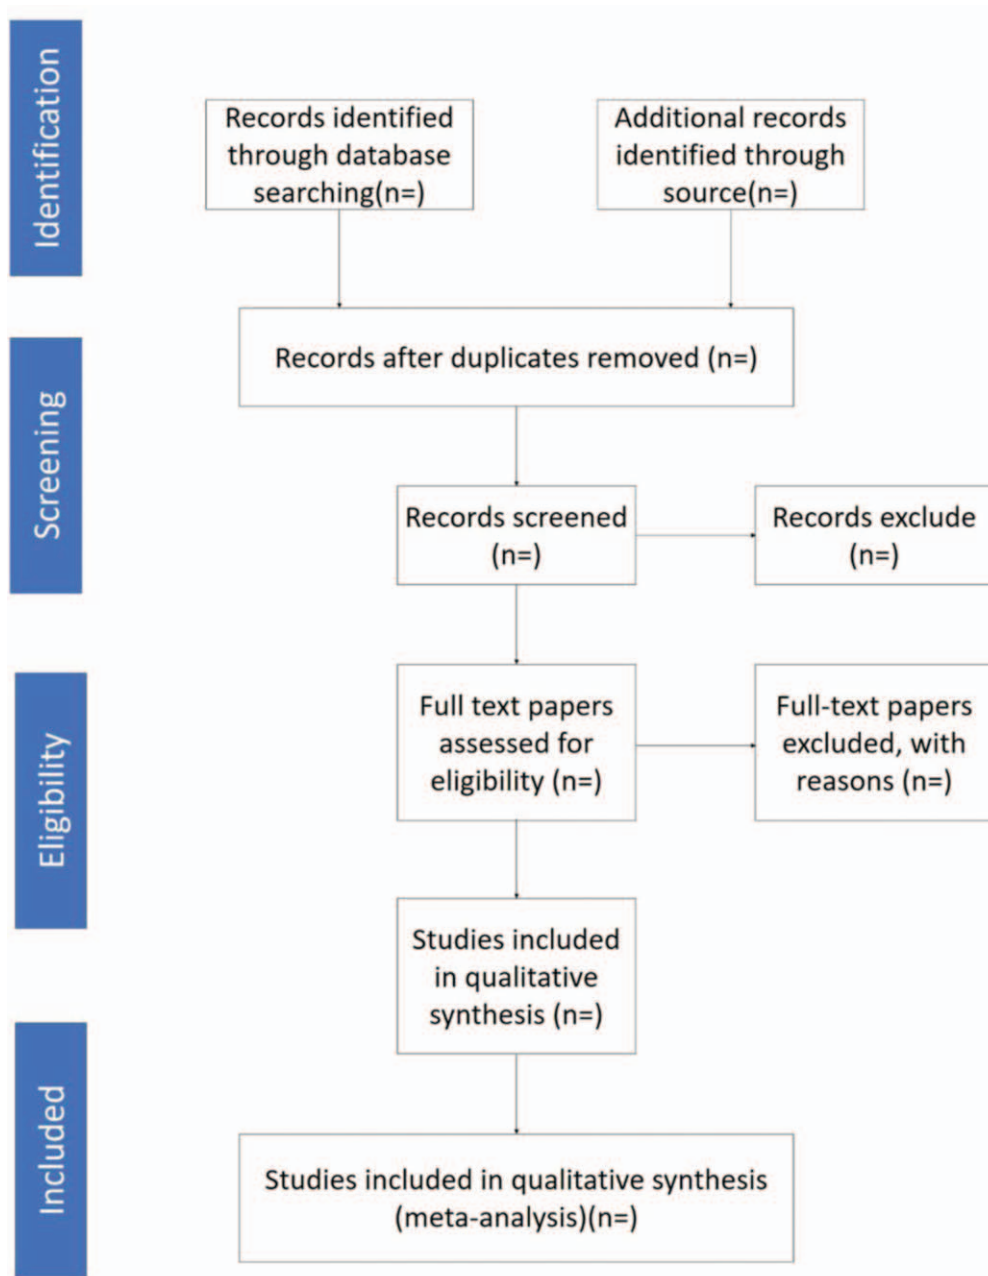 Identification
Records identified
through database
searching(n=)
Additional records
identified through
source(n=)
Records after duplicates removed (n=)
Screening
Records screened
(n=)
Records exclude
(n=)
Eligibility
Full text papers
assessed for
eligibility (n=)
Full-text papers
excluded, with
reasons (n=)
Studies included
in qualitative
synthesis (n=)
Included
Studies included in qualitative synthesis
(meta-analysis)(n=)